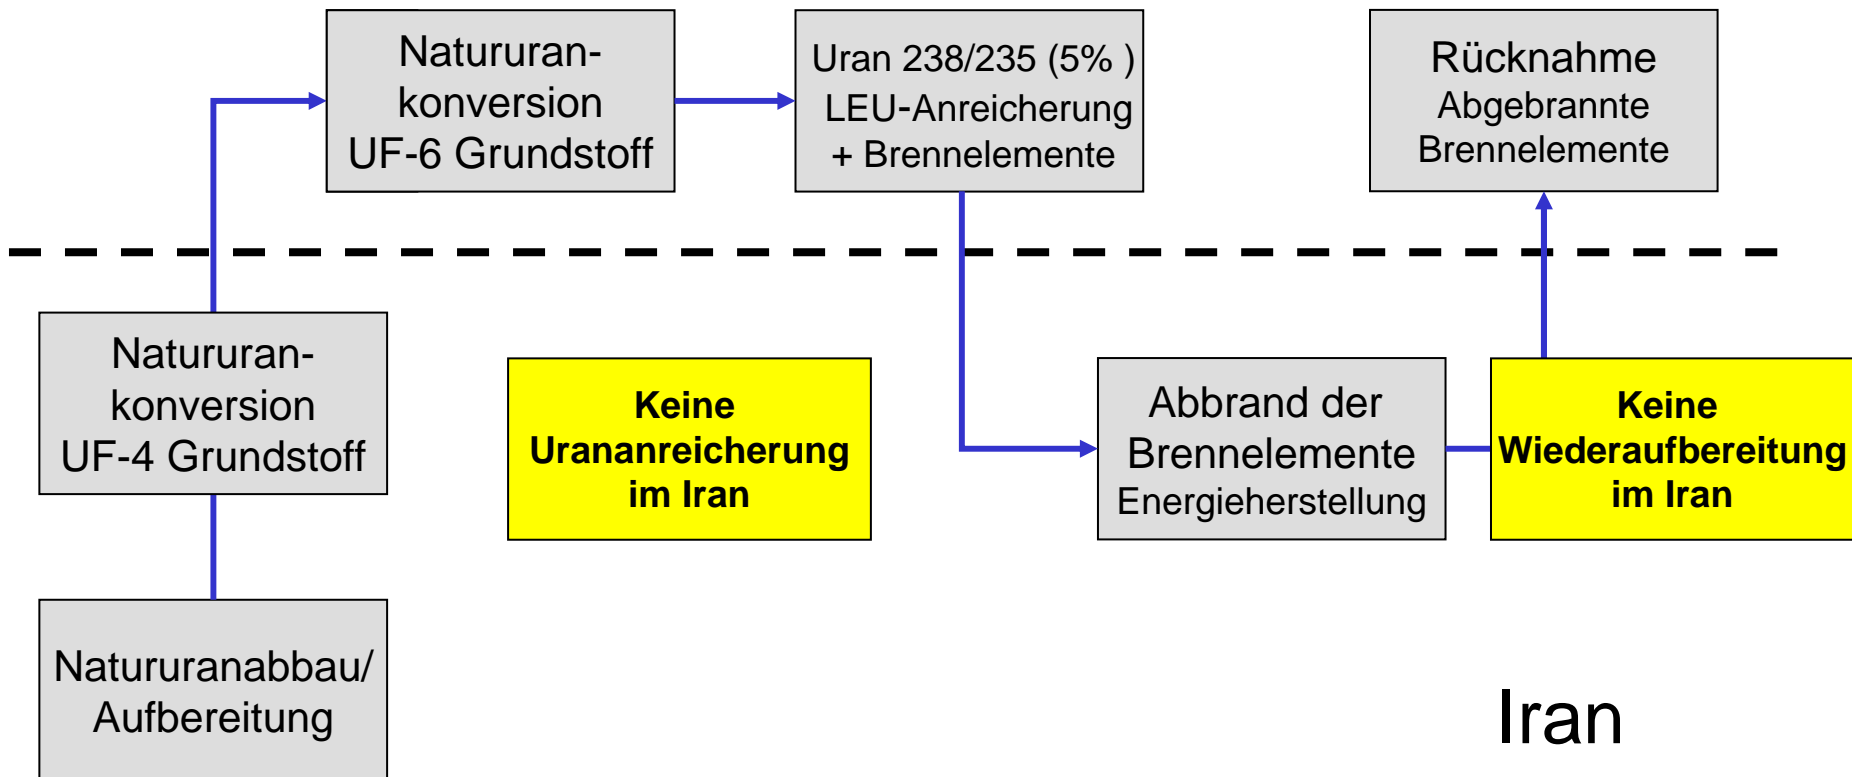 Natururan-
konversion
UF-6 Grundstoff
Uran 238/235 (5% )
LEU-Anreicherung
+ Brennelemente
Rücknahme
Abgebrannte
Brennelemente
Natururan-
konversion
UF-4 Grundstoff
Keine
Urananreicherung
im Iran
Abbrand der
Brennelemente
Energieherstellung
Keine
Wiederaufbereitung
im Iran
Natururanabbau/
Aufbereitung
Iran